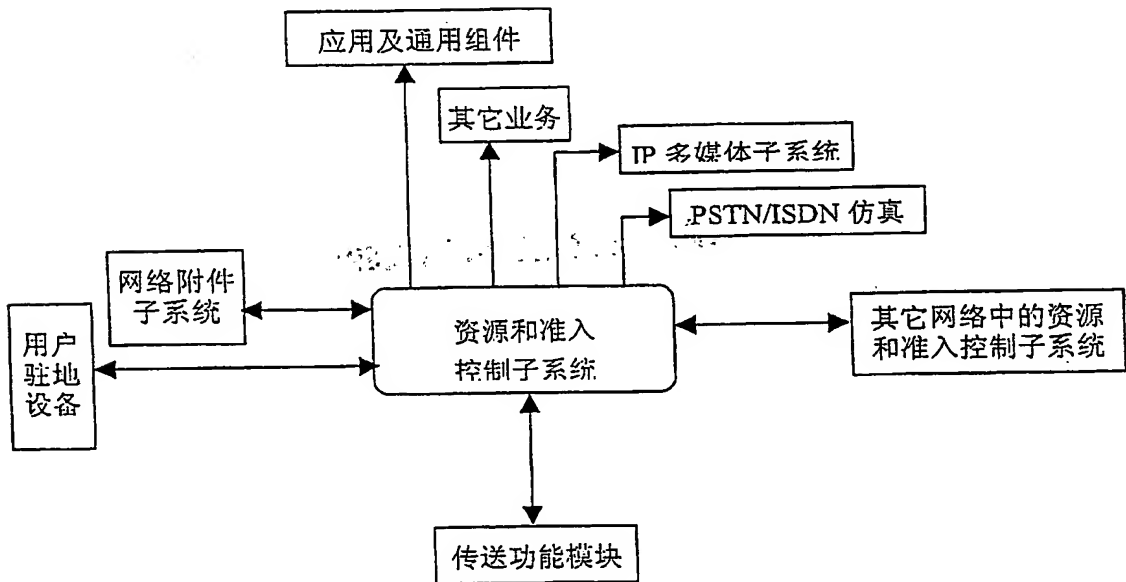 应用及通用组件
其它业务
IP 多媒体子系统
PSTN/ISDN 仿真
网络附件
子系统
用户
驻地
设备
资源和准入
控制子系统
其它网络中的资源
和准入控制子系统
传送功能模块